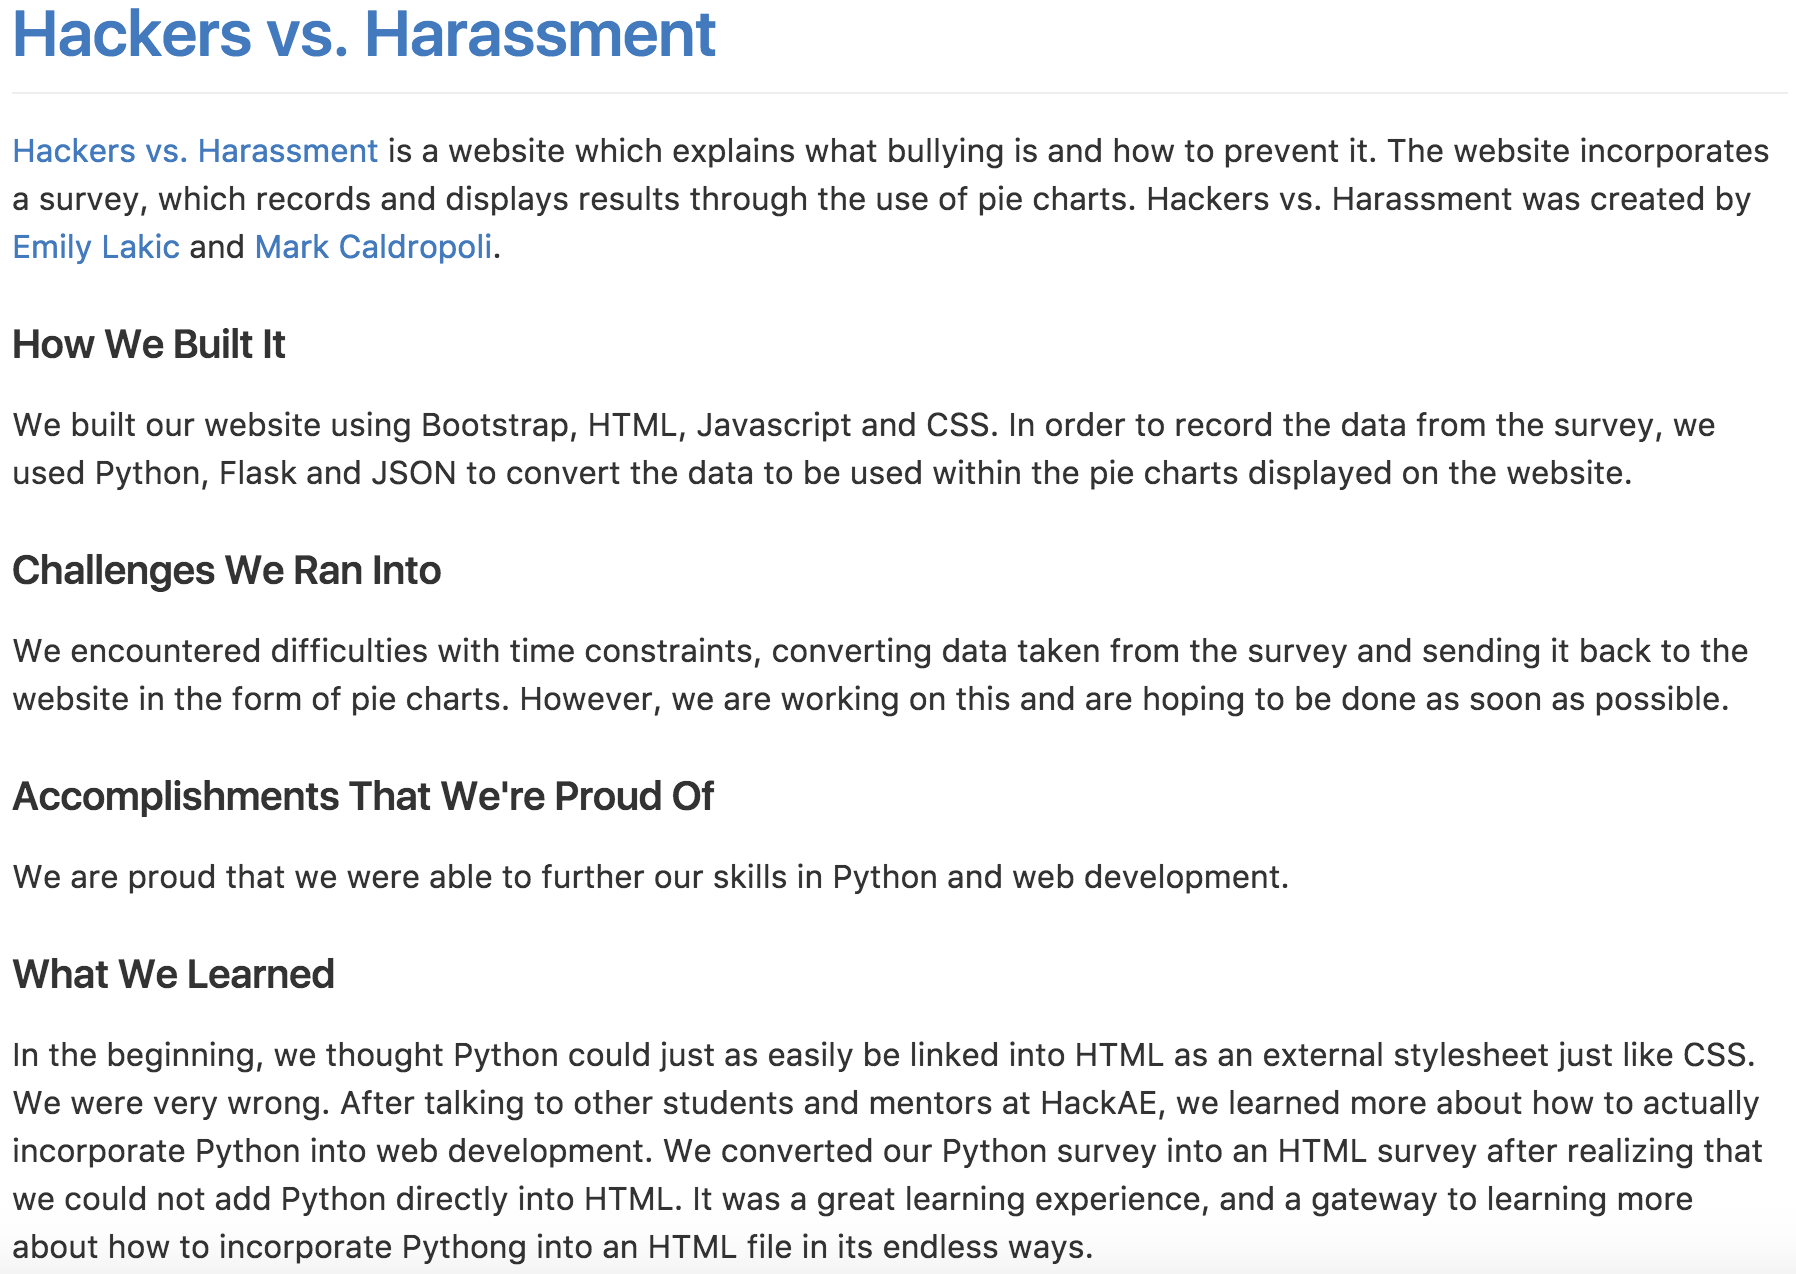 Hackers vs. Harassment
Hackers vs. Harassment is a website which explains what bullying is and how to prevent it. The website incorporates
a survey, which records and displays results through the use of pie charts. Hackers vs. Harassment was created by
Emily Lakic and Mark Caldropoli.
How We Built It
We built our website using Bootstrap, HTML, Javascript and CSS. In order to record the data from the survey, we
used Python, Flask and JSON to convert the data to be used within the pie charts displayed on the website.
Challenges We Ran Into
We encountered difficulties with time constraints, converting data taken from the survey and sending it back to the
website in the form of pie charts. However, we are working on this and are hoping to be done as soon as possible.
Accomplishments That We're Proud Of
We are proud that we were able to further our skills in Python and web development.
What We Learned
In the beginning, we thought Python could just as easily be linked into HTML as an external stylesheet just like CSS.
We were very wrong. After talking to other students and mentors at HackAE, we learned more about how to actually
incorporate Python into web development. We converted our Python survey into an HTML survey after realizing that
we could not add Python directly into HTML. It was a great learning experience, and a gateway to learning more
about how to incorporate Pythong into an HTML file in its endless ways.